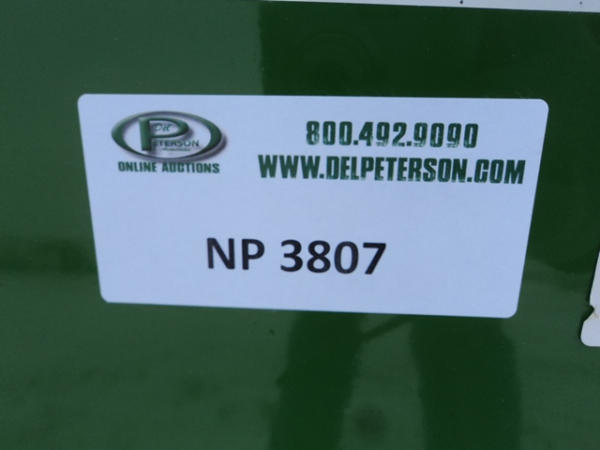 Del
PETERSON
ONLINE AUCTIONS
800.492.9090
WWW.DELPETERSON.COM
NP 3807